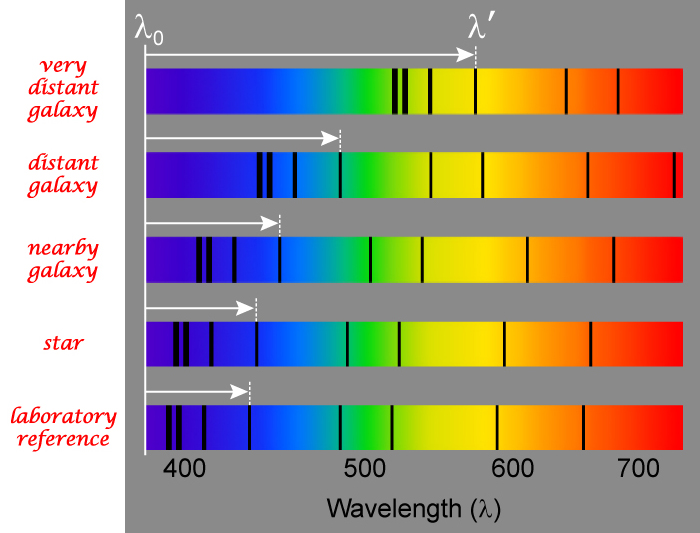 λ₀
λ′
very
distant
galaxy
distant
galaxy
nearby
galaxy
star
laboratory
reference
400 500 600 700
Wavelength (λ)